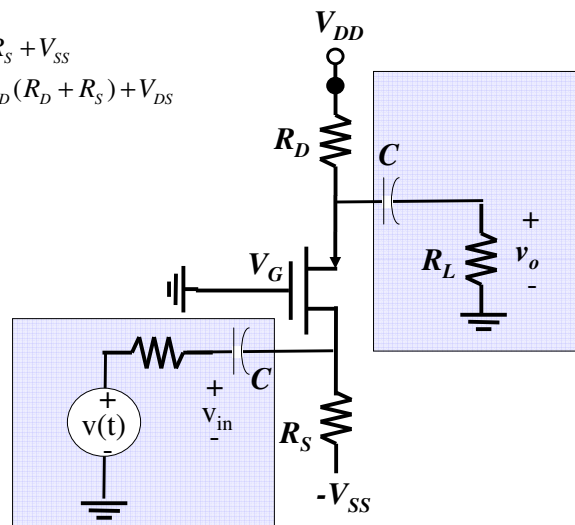 R_S + V_SS
_D (R_D + R_S) + V_DS
V_DD
R_D
C
+
v_o
-
R_L
V_G
C
+
v_in
-
+
v(t)
-
R_S
-V_SS